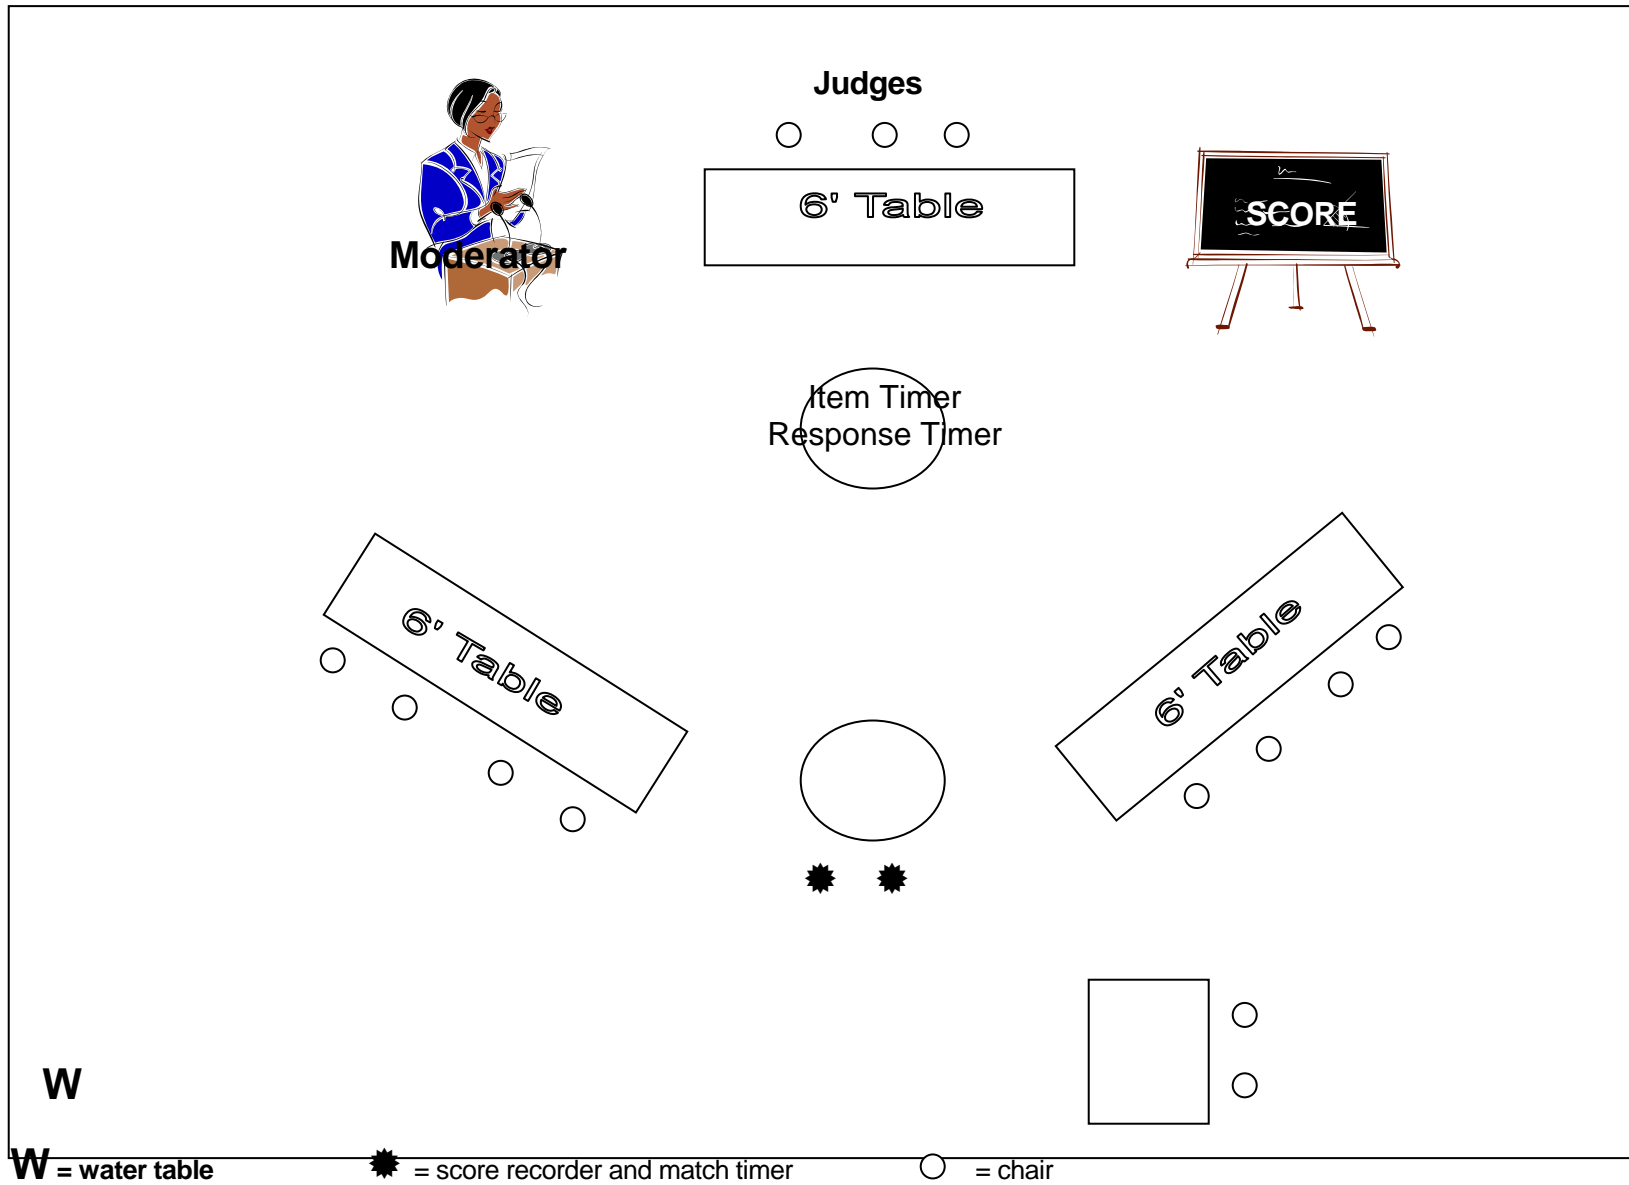 Judges
6' Table
Moderator
SCORE
Item Timer
Response Timer
6' Table
6' Table
W
W = water table
= score recorder and match timer
= chair